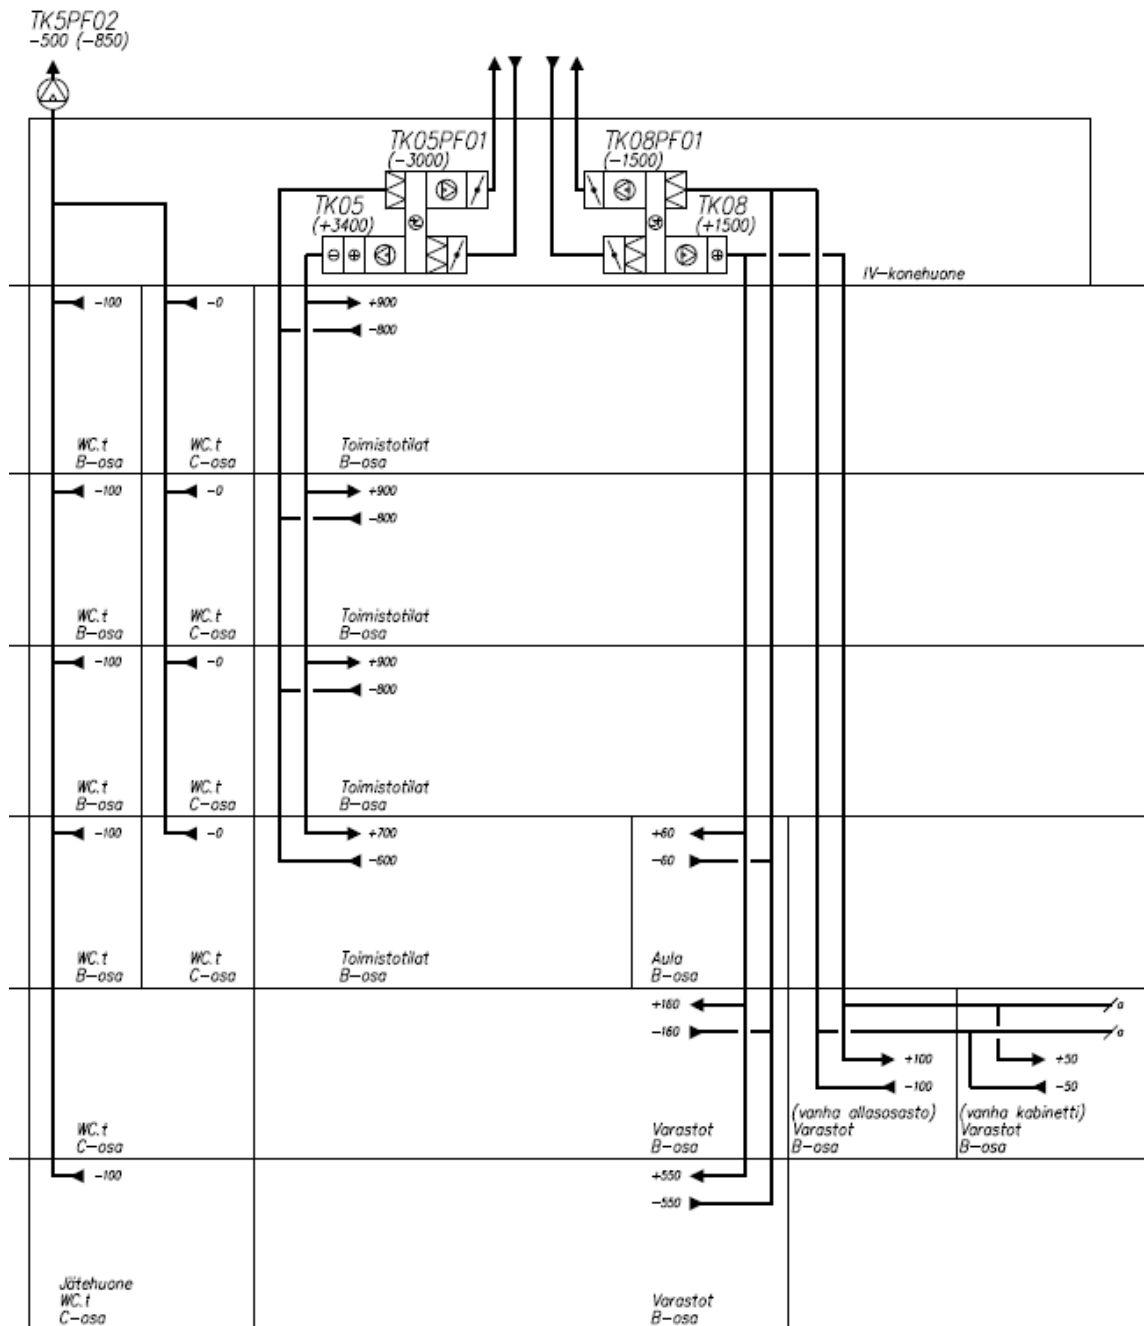 TK5PF02
-500 (-850)
TK05PF01
(-3000)
TK08PF01
(-1500)
TK05
(+3400)
TK08
(+1500)
IV-konehuone
-100
-0
+900
-800
WC.t
B-osa
WC.t
C-osa
Toimistotilat
B-osa
-100
-0
+900
-800
WC.t
B-osa
WC.t
C-osa
Toimistotilat
B-osa
-100
-0
+900
-800
WC.t
B-osa
WC.t
C-osa
Toimistotilat
B-osa
-100
-0
+700
-600
+60
-60
WC.t
B-osa
WC.t
C-osa
Toimistotilat
B-osa
Aula
B-osa
+160
-160
a
a
+100
-100
+50
-50
WC.t
C-osa
Varastot
B-osa
(vanha allasosasto)
Varastot
B-osa
(vanha kabinetti)
Varastot
B-osa
-100
+550
-550
Jätehuone
WC.t
C-osa
Varastot
B-osa